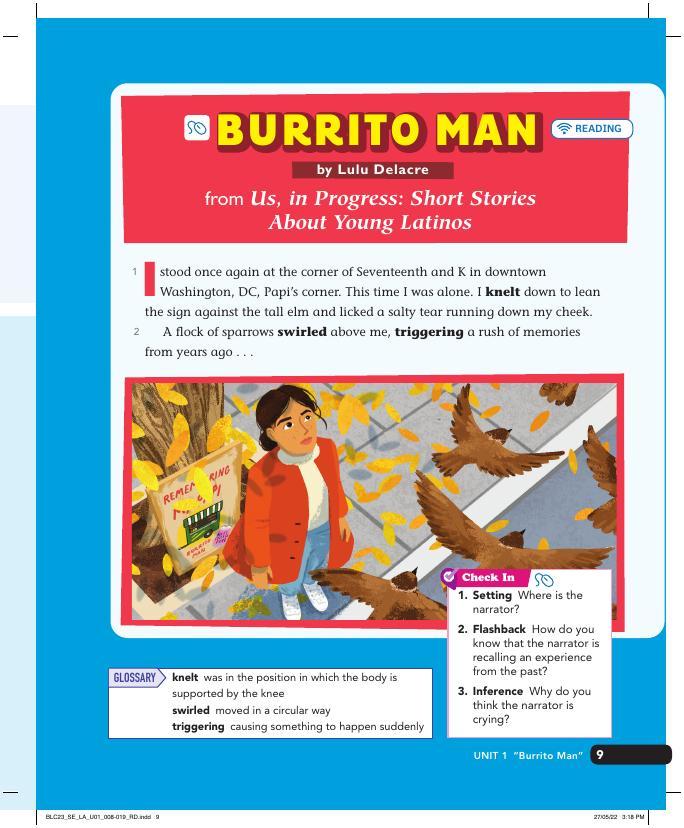 BURRITO MAN
READING
by Lulu Delacre
from Us, in Progress: Short Stories
About Young Latinos
1 I stood once again at the corner of Seventeenth and K in downtown
Washington, DC, Papi’s corner. This time I was alone. I knelt down to lean
the sign against the tall elm and licked a salty tear running down my cheek.
2 A flock of sparrows swirled above me, triggering a rush of memories
from years ago . . .
BURRITO
MAN
Check In
1. Setting Where is the
narrator?
2. Flashback How do you
know that the narrator is
recalling an experience
from the past?
3. Inference Why do you
think the narrator is
crying?
GLOSSARY
knelt was in the position in which the body is
supported by the knee
swirled moved in a circular way
triggering causing something to happen suddenly
UNIT 1 “Burrito Man” 9
BLC23_SE_LA_U01_008-019_RD.indd 9
27/05/22 3:18 PM